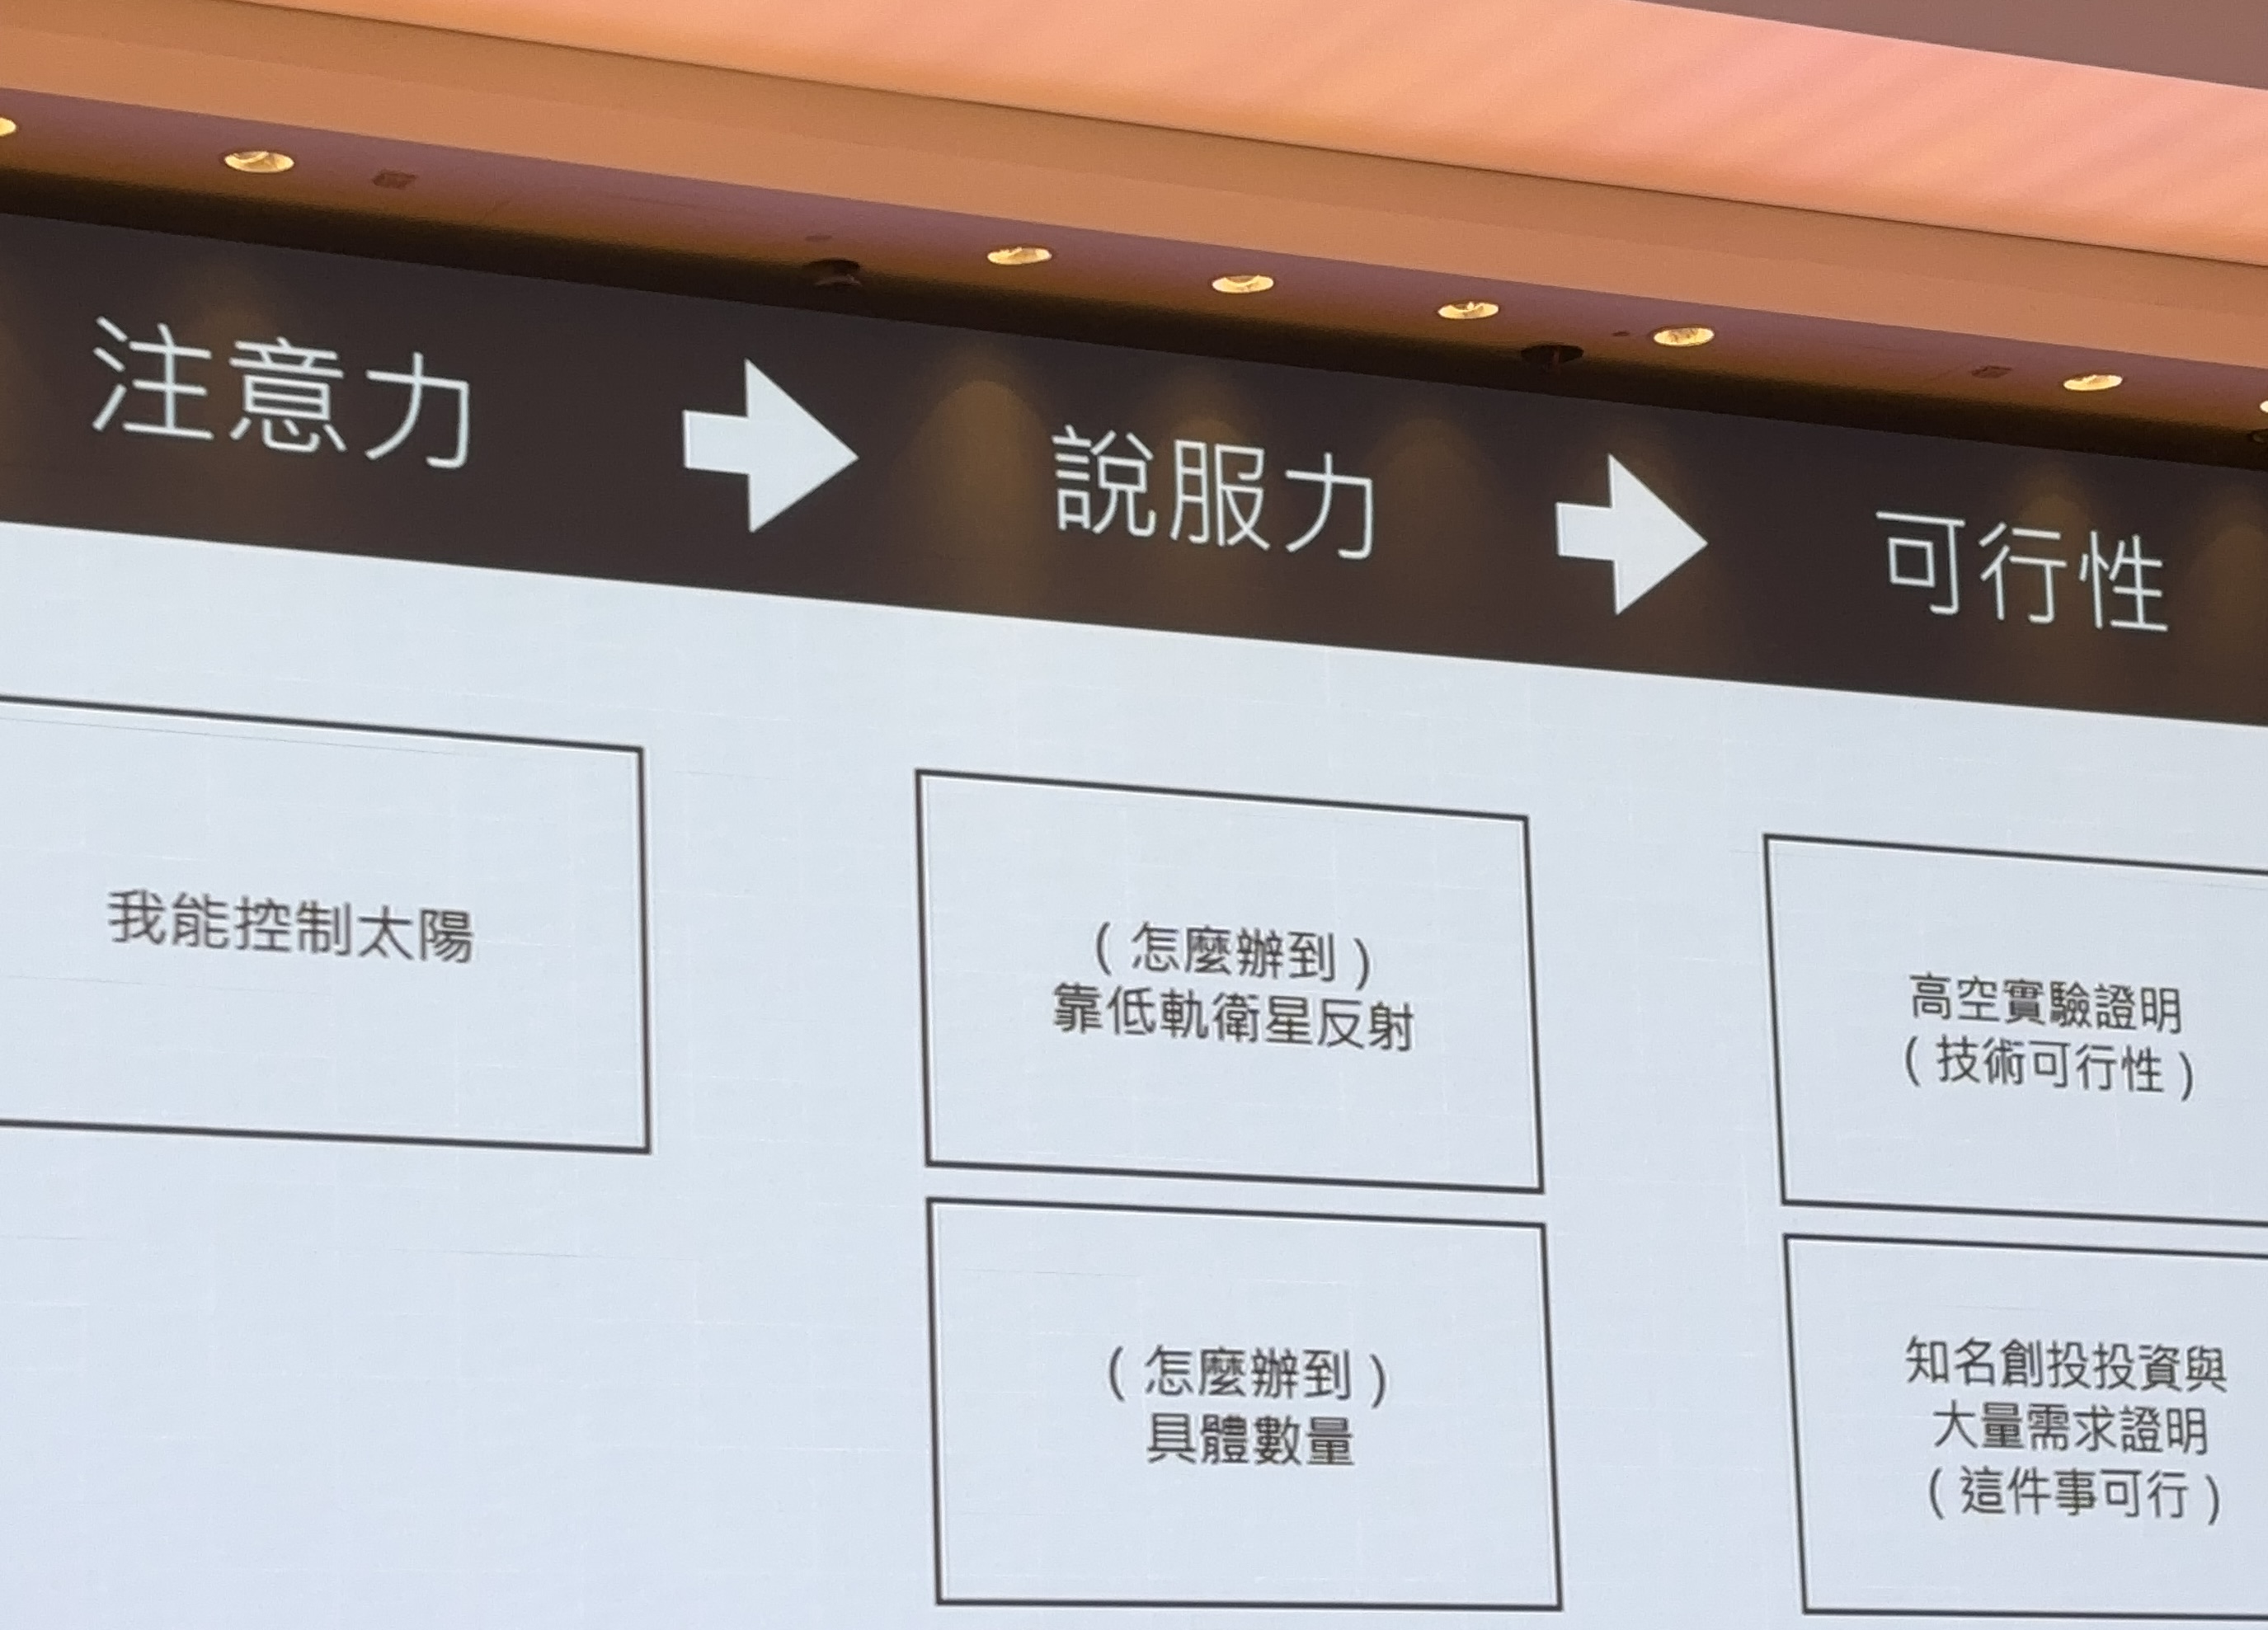 注意力
說服力
可行性
我能控制太陽
（怎麼辦到）
靠低軌衛星反射
（怎麼辦到）
具體數量
高空實驗證明
（技術可行性）
知名創投投資與
大量需求證明
（這件事可行）